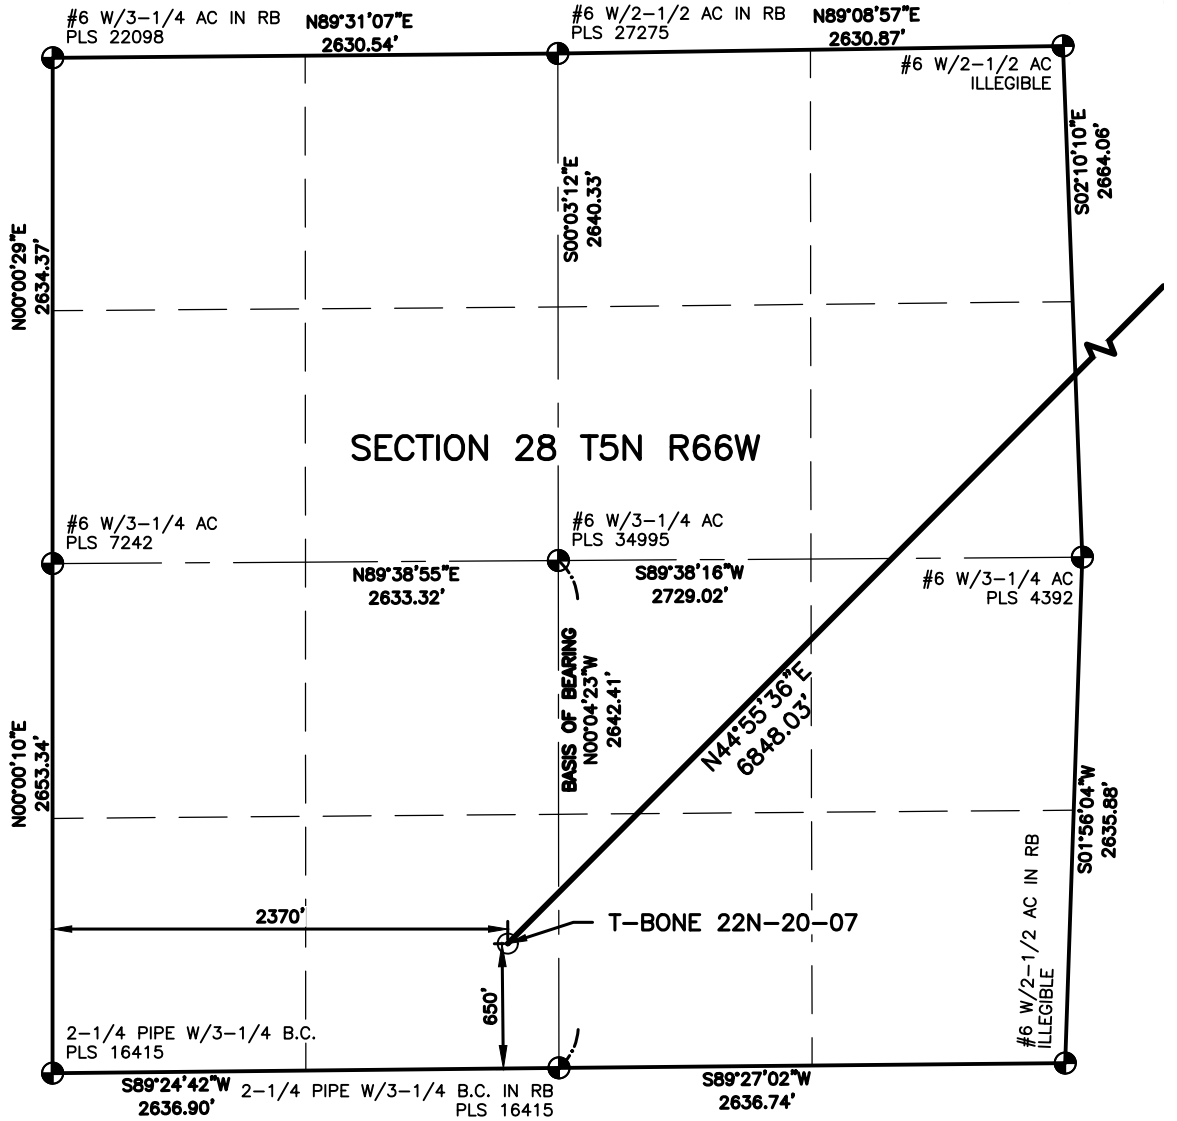 #6 W/3-1/4 AC IN RB
PLS 22098
N89°31'07"E
2630.54'
#6 W/2-1/2 AC IN RB
PLS 27275
N89°08'57"E
2630.87'
#6 W/2-1/2 AC
ILLEGIBLE
S02°10'10"E
2664.06'
S00°03'12"E
2640.33'
N00°00'29"E
2634.37'
SECTION 28 T5N R66W
#6 W/3-1/4 AC
PLS 7242
#6 W/3-1/4 AC
PLS 34995
N89°38'55"E
2633.32'
S89°38'16"W
2729.02'
#6 W/3-1/4 AC
PLS 4392
BASIS OF BEARING
N00°04'23"W
2642.41'
N44°55'36"E
6848.03'
N00°00'10"E
2653.34'
S01°56'04"W
2635.88'
2370'
T-BONE 22N-20-07
650'
#6 W/2-1/2 AC IN RB
ILLEGIBLE
2-1/4 PIPE W/3-1/4 B.C.
PLS 16415
S89°24'42"W
2636.90'
2-1/4 PIPE W/3-1/4 B.C. IN RB
PLS 16415
S89°27'02"W
2636.74'